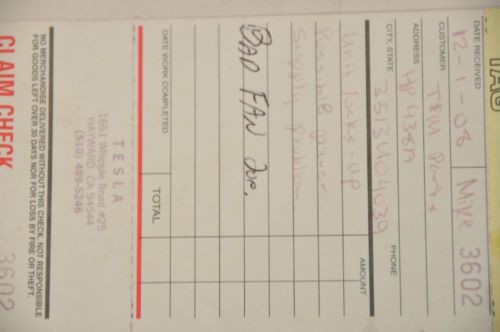 TAG
DATE RECEIVED
12-1-08 Mike 3602
CUSTOMER
T&M
ADDRESS
HP 438A
CITY, STATE PHONE
3513A04039
AMOUNT
Unit locks-up
Possible power
Supply Problem
BAD FAN
DATE WORK COMPLETED
TOTAL
TESLA
1651 Whipple Road #25
HAYWARD, CA 94544
(510) 489-5246
NO MERCHANDISE DELIVERED WITHOUT THIS CHECK. NOT RESPONSIBLE
FOR GOODS LEFT OVER 30 DAYS NOR FOR LOSS BY FIRE OR THEFT.
CLAIM CHECK 3602